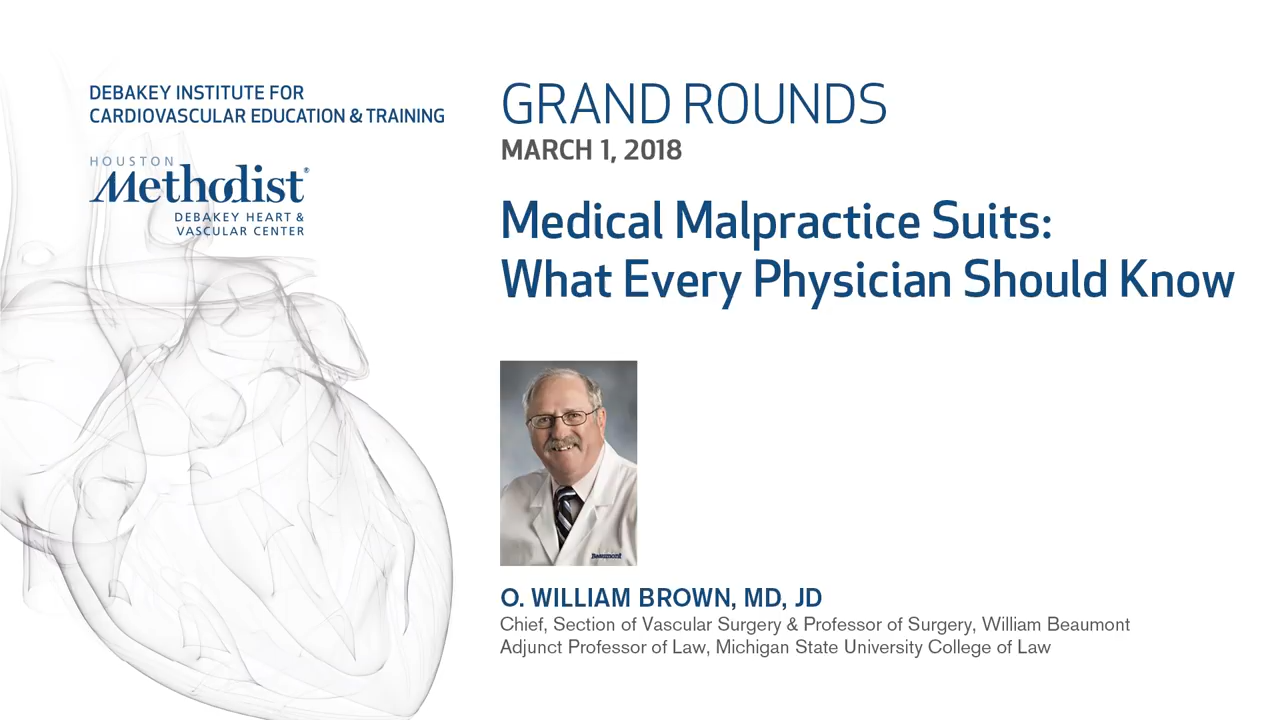 DEBAKEY INSTITUTE FOR
CARDIOVASCULAR EDUCATION & TRAINING
HOUSTON
Methodist®
DEBAKEY HEART &
VASCULAR CENTER
GRAND ROUNDS
MARCH 1, 2018
Medical Malpractice Suits:
What Every Physician Should Know
Beaumont
O. WILLIAM BROWN, MD, JD
Chief, Section of Vascular Surgery & Professor of Surgery, William Beaumont
Adjunct Professor of Law, Michigan State University College of Law